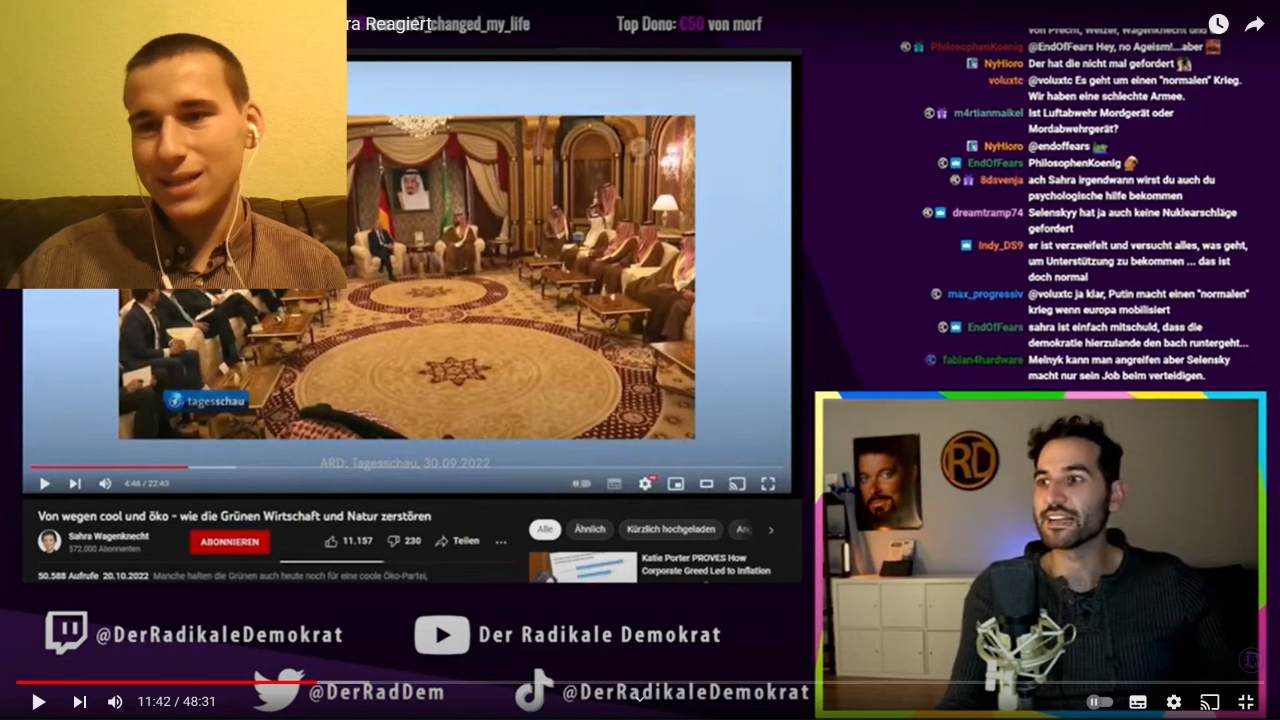 ra Reagiert
_changed_my_life
Top Dono: €50 von morf
von Precht, Welzer, Wagenknecht und
PhilosophenKoenig @EndOfFears Hey, no Ageism!...aber
NyHioro Der hat die nicht mal gefordert
voluxtc @voluxtc Es geht um einen "normalen" Krieg.
Wir haben eine schlechte Armee.
m4rtianmaikel Ist Luftabwehr Mordgerät oder
Mordabwehrgerät?
NyHioro @endoffears
EndOfFears PhilosophenKoenig
8dsvenja ach Sahra irgendwann wirst du auch du
psychologische hilfe bekommen
dreamtramp74 Selenskyy hat ja auch keine Nuklearschläge
gefordert
Indy_DS9 er ist verzweifelt und versucht alles, was geht,
um Unterstützung zu bekommen ... das ist
doch normal
max_progressiv @voluxtc ja klar, Putin macht einen "normalen"
krieg wenn europa mobilisiert
EndOfFears sahra ist einfach mitschuld, dass die
demokratie hierzulande den bach runtergeht...
fabian4hardware Melnyk kann man angreifen aber Selensky
macht nur sein Job beim verteidigen.
tagesschau
ARD: Tagesschau, 30.09.2022
4:46 / 22:43
Von wegen cool und öko - wie die Grünen Wirtschaft und Natur zerstören
Sahra Wagenknecht
572.000 Abonnenten
ABONNIEREN
11.157
230
Teilen
...
Alle
Ähnlich
Kürzlich hochgeladen
Katie Porter PROVES How
Corporate Greed Led to Inflation
50.588 Aufrufe 20.10.2022 Manche halten die Grünen auch heute noch für eine coole Öko-Partei,
RD
@DerRadikaleDemokrat
Der Radikale Demokrat
@DerRadDem
@DerRadikaleDemokrat
11:42 / 48:31